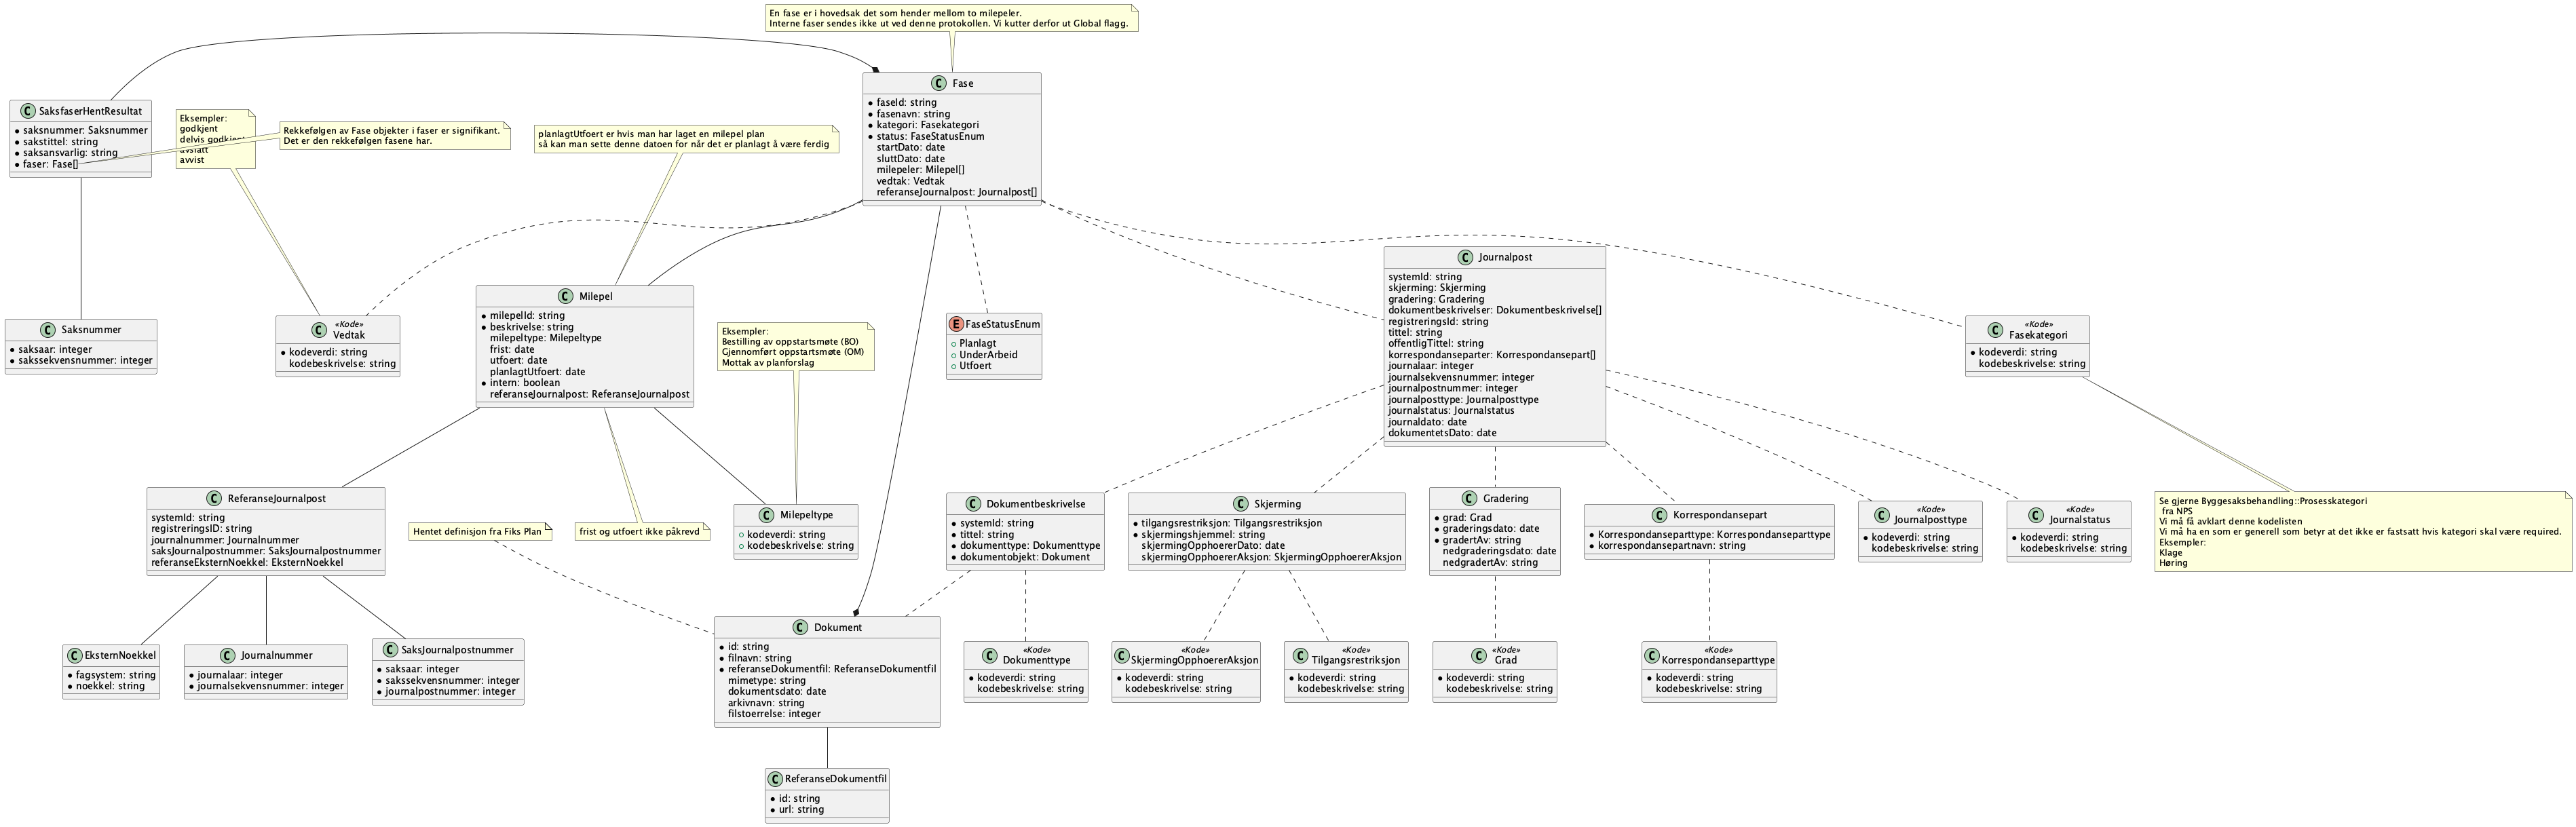 En fase er i hovedsak det som hender mellom to milepeler.
Interne faser sendes ikke ut ved denne protokollen. Vi kutter derfor ut Global flagg.
C Fase
faseId: string
fasenavn: string
kategori: Fasekategori
status: FaseStatusEnum
startDato: date
sluttDato: date
milepeler: Milepel[]
vedtak: Vedtak
referanseJournalpost: Journalpost[]
C SaksfaserHentResultat
saksnummer: Saksnummer
sakstittel: string
saksansvarlig: string
faser: Fase[]
Eksempler:
godkjent
delvis godkjent
avslått
avvist
Rekkefølgen av Fase objekter i faser er signifikant.
Det er den rekkefølgen fasene har.
planlagtUtfoert er hvis man har laget en milepel plan
så kan man sette denne datoen for når det er planlagt å være ferdig
C Saksnummer
saksaar: integer
sakssekvensnummer: integer
C «Kode»
Vedtak
kodeverdi: string
kodebeskrivelse: string
C Milepel
milepelId: string
beskrivelse: string
milepeltype: Milepeltype
frist: date
utfoert: date
planlagtUtfoert: date
intern: boolean
referanseJournalpost: ReferanseJournalpost
Eksempler:
Bestilling av oppstartsmøte (BO)
Gjennomført oppstartsmøte (OM)
Mottak av planforslag
E FaseStatusEnum
Planlagt
UnderArbeid
Utfoert
C Journalpost
systemId: string
skjerming: Skjerming
gradering: Gradering
dokumentbeskrivelser: Dokumentbeskrivelse[]
registreringsId: string
tittel: string
offentligTittel: string
korrespondanseparter: Korrespondansepart[]
journalaar: integer
journalsekvensnummer: integer
journalpostnummer: integer
journalposttype: Journalposttype
journalstatus: Journalstatus
journaldato: date
dokumentetsDato: date
C «Kode»
Fasekategori
kodeverdi: string
kodebeskrivelse: string
C ReferanseJournalpost
systemId: string
registreringsID: string
journalnummer: Journalnummer
saksJournalpostnummer: SaksJournalpostnummer
referanseEksternNoekkel: EksternNoekkel
Hentet definisjon fra Fiks Plan
frist og utfoert ikke påkrevd
C Milepeltype
kodeverdi: string
kodebeskrivelse: string
C Dokumentbeskrivelse
systemId: string
tittel: string
dokumenttype: Dokumenttype
dokumentobjekt: Dokument
C Skjerming
tilgangsrestriksjon: Tilgangsrestriksjon
skjermingshjemmel: string
skjermingOpphoererDato: date
skjermingOpphoererAksjon: SkjermingOpphoererAksjon
C Gradering
grad: Grad
graderingsdato: date
gradertAv: string
nedgraderingsdato: date
nedgradertAv: string
C Korrespondansepart
Korrespondanseparttype: Korrespondanseparttype
korrespondansepartnavn: string
C «Kode»
Journalposttype
kodeverdi: string
kodebeskrivelse: string
C «Kode»
Journalstatus
kodeverdi: string
kodebeskrivelse: string
Se gjerne Byggesaksbehandling::Prosesskategori
fra NPS
Vi må få avklart denne kodelisten
Vi må ha en som er generell som betyr at det ikke er fastsatt hvis kategori skal være required.
Eksempler:
Klage
Høring
C EksternNoekkel
fagsystem: string
noekkel: string
C Journalnummer
journalaar: integer
journalsekvensnummer: integer
C SaksJournalpostnummer
saksaar: integer
sakssekvensnummer: integer
journalpostnummer: integer
C Dokument
id: string
filnavn: string
referanseDokumentfil: ReferanseDokumentfil
mimetype: string
dokumentsdato: date
arkivnavn: string
filstoerrelse: integer
C «Kode»
Dokumenttype
kodeverdi: string
kodebeskrivelse: string
C «Kode»
SkjermingOpphoererAksjon
kodeverdi: string
kodebeskrivelse: string
C «Kode»
Tilgangsrestriksjon
kodeverdi: string
kodebeskrivelse: string
C «Kode»
Grad
kodeverdi: string
kodebeskrivelse: string
C «Kode»
Korrespondanseparttype
kodeverdi: string
kodebeskrivelse: string
C ReferanseDokumentfil
id: string
url: string